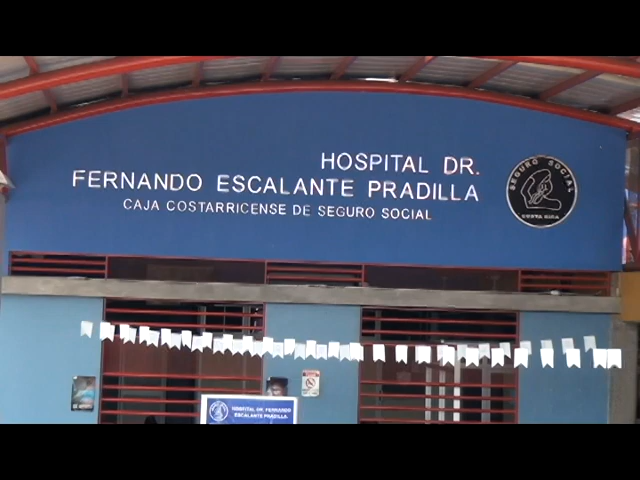 HOSPITAL DR.
FERNANDO ESCALANTE PRADILLA
CAJA COSTARRICENSE DE SEGURO SOCIAL
SEGURO SOCIAL
COSTA RICA
HOSPITAL DR. FERNANDO
ESCALANTE PRADILLA.